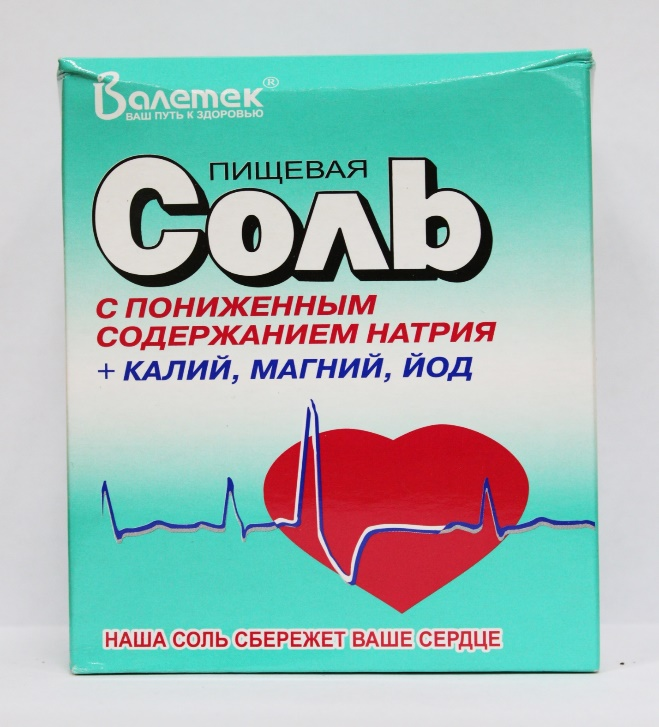 Валетек®
ВАШ ПУТЬ К ЗДОРОВЬЮ
ПИЩЕВАЯ
Соль
С ПОНИЖЕННЫМ
СОДЕРЖАНИЕМ НАТРИЯ
+ КАЛИЙ, МАГНИЙ, ЙОД
НАША СОЛЬ СБЕРЕЖЕТ ВАШЕ СЕРДЦЕ